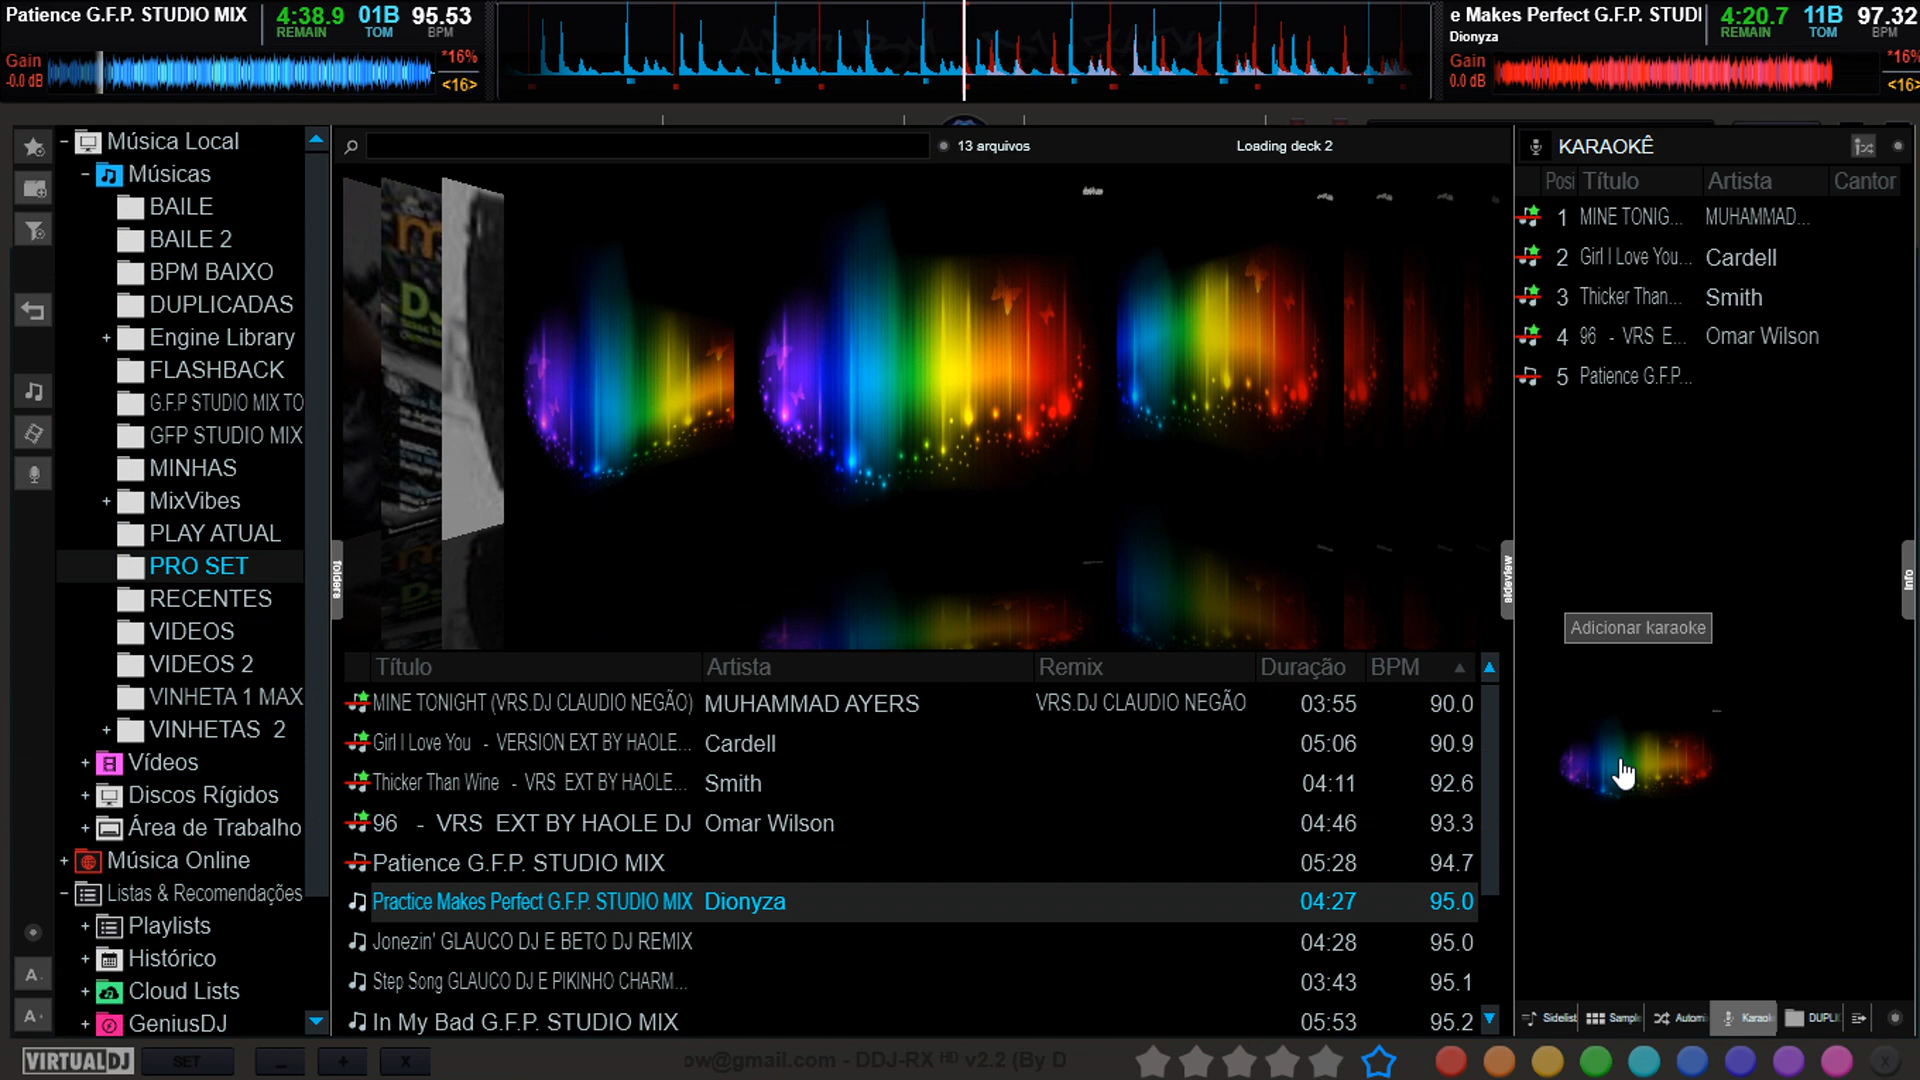 Patience G.F.P. STUDIO MIX
4:38.9
REMAIN
01B
TOM
95.53
BPM
Gain
-0.0 dB
*16%
<16>
e Makes Perfect G.F.P. STUDI
Dionyza
4:20.7
REMAIN
11B
TOM
97.32
BPM
Gain
0.0 dB
*16%
<16>
Música Local
Músicas
BAILE
BAILE 2
BPM BAIXO
DUPLICADAS
Engine Library
FLASHBACK
G.F.P STUDIO MIX TO
GFP STUDIO MIX
MINHAS
MixVibes
PLAY ATUAL
PRO SET
RECENTES
VIDEOS
VIDEOS 2
VINHETA 1 MAX
VINHETAS 2
Vídeos
Discos Rígidos
Área de Trabalho
Música Online
Listas & Recomendações
Playlists
Histórico
Cloud Lists
GeniusDJ
folders
13 arquivos
Loading deck 2
Título Artista Remix Duração BPM
MINE TONIGHT (VRS.DJ CLAUDIO NEGÃO) MUHAMMAD AYERS VRS.DJ CLAUDIO NEGÃO 03:55 90.0
Girl I Love You - VERSION EXT BY HAOLE... Cardell 05:06 90.9
Thicker Than Wine - VRS EXT BY HAOLE... Smith 04:11 92.6
96 - VRS EXT BY HAOLE DJ Omar Wilson 04:46 93.3
Patience G.F.P. STUDIO MIX 05:28 94.7
Practice Makes Perfect G.F.P. STUDIO MIX Dionyza 04:27 95.0
Jonezin' GLAUCO DJ E BETO DJ REMIX 04:28 95.0
Step Song GLAUCO DJ E PIKINHO CHARM... 03:43 95.1
In My Bad G.F.P. STUDIO MIX 05:53 95.2
sideview
KARAOKÊ
Posi Título Artista Cantor
1 MINE TONIG... MUHAMMAD...
2 Girl I Love You... Cardell
3 Thicker Than... Smith
4 96 - VRS E... Omar Wilson
5 Patience G.F.P...
Adicionar karaoke
Info
Sidelist
Sampl
Autom
Karaok
DUPLI
A-
A+
VIRTUALDJ
SET
-
+
X
ow@gmail.com - DDJ-RX HD v2.2 (By D